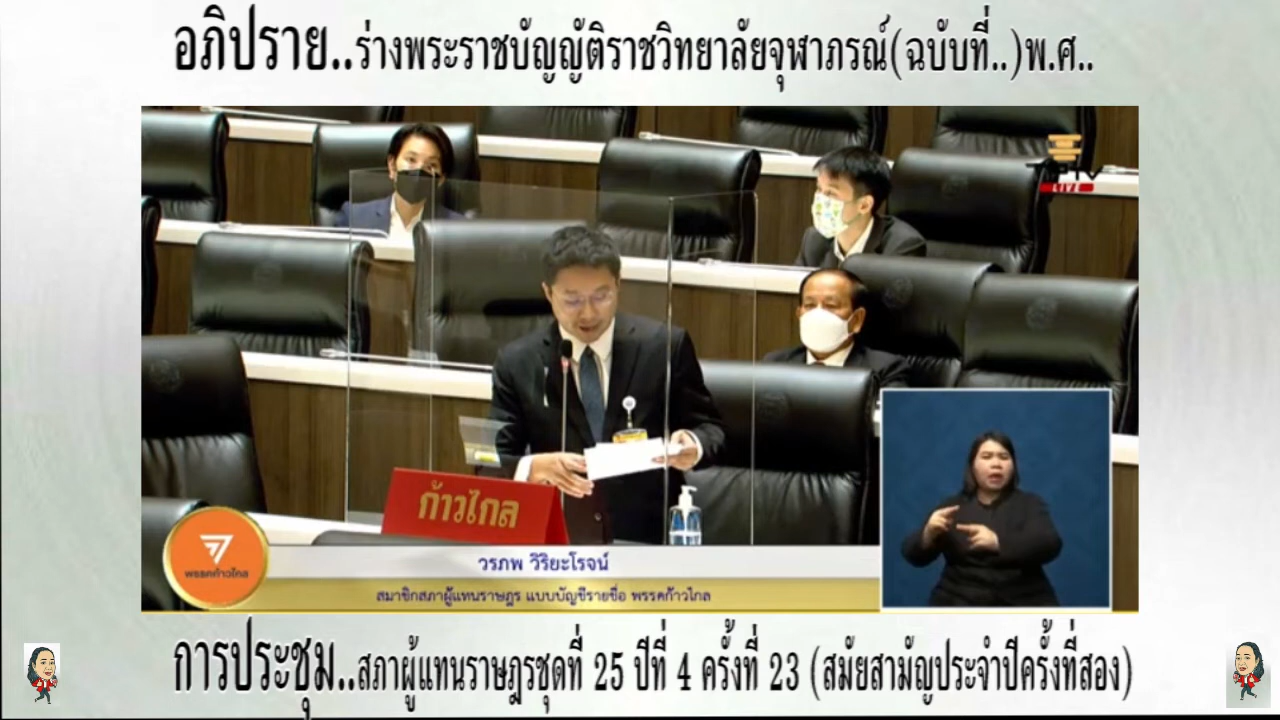 อภิปราย..ร่างพระราชบัญญัติราชวิทยาลัยจุฬาภรณ์(ฉบับที่..)พ.ศ..
LIVE
ก้าวไกล
พรรคก้าวไกล
วรภพ วิริยะโรจน์
สมาชิกสภาผู้แทนราษฎร แบบบัญชีรายชื่อ พรรคก้าวไกล
การประชุม..สภาผู้แทนราษฎรชุดที่ 25 ปีที่ 4 ครั้งที่ 23 (สมัยสามัญประจำปีครั้งที่สอง)